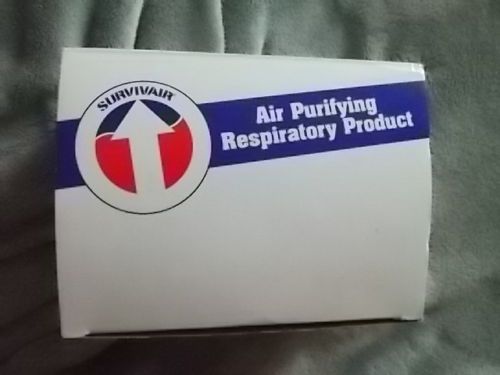 SURVIVAIR
Air Purifying
Respiratory Product